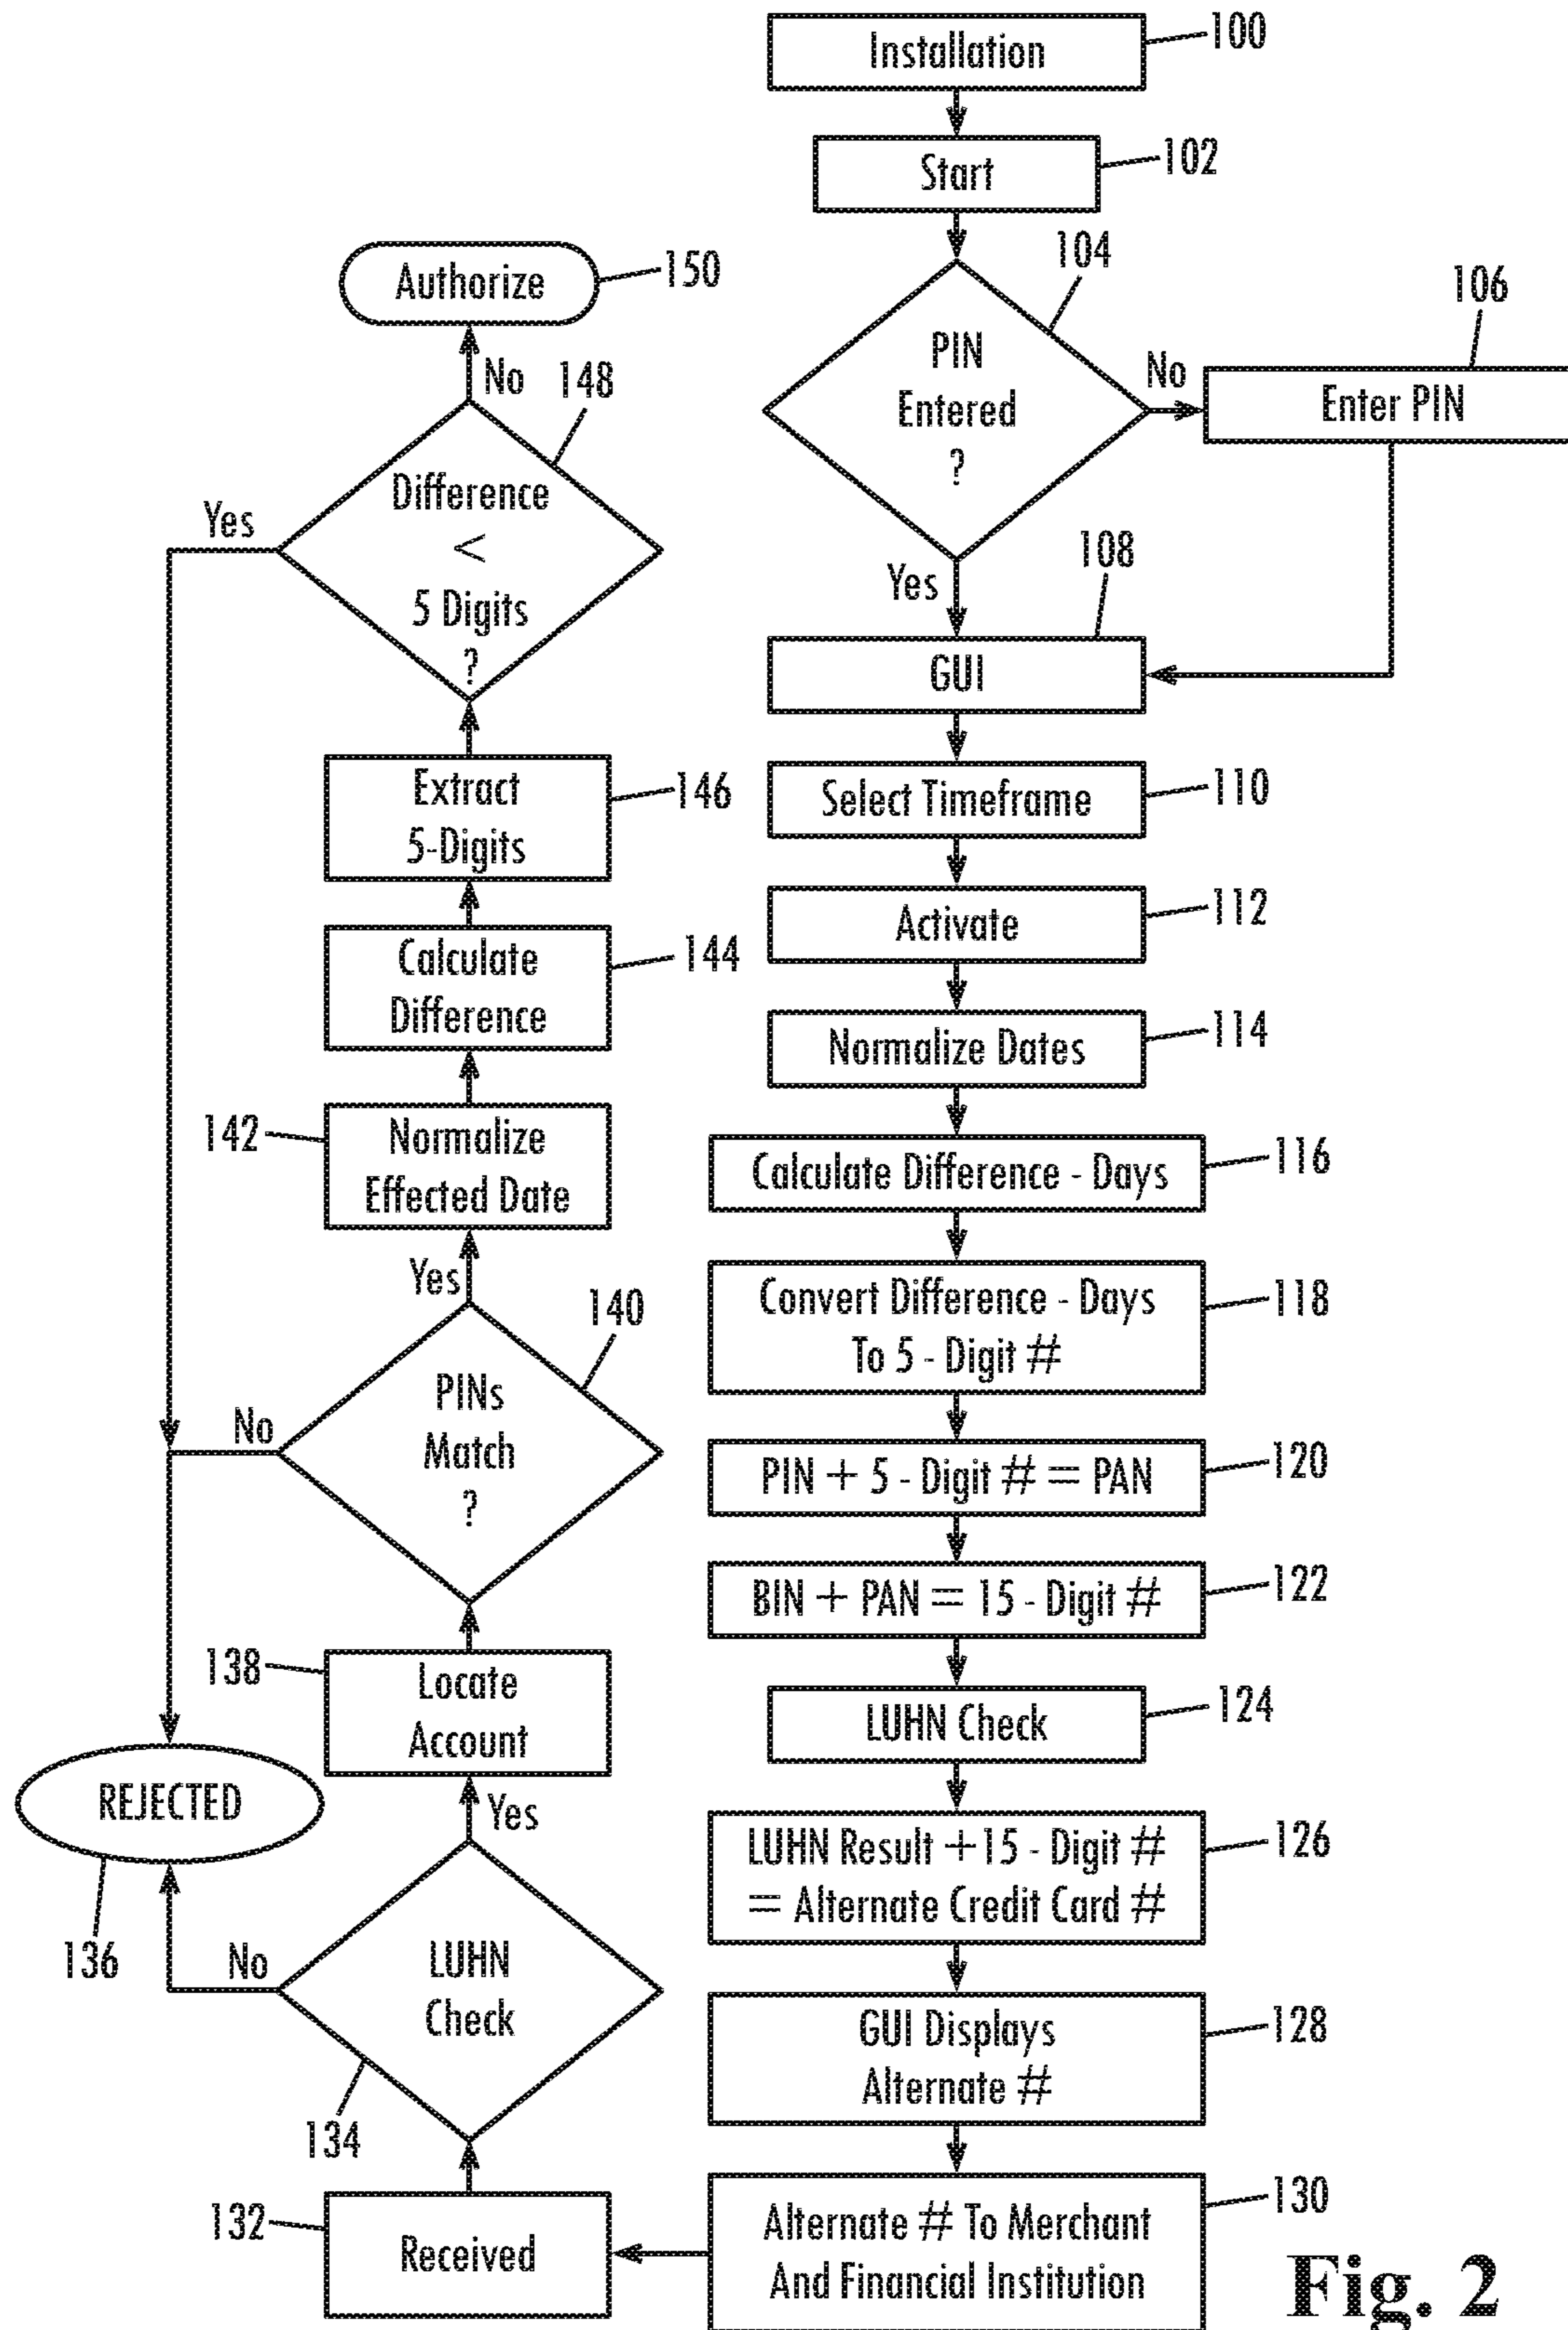 Installation
100
Start
102
PIN
Entered
?
104
No
Enter PIN
106
Yes
GUI
108
Select Timeframe
110
Activate
112
Normalize Dates
114
Calculate Difference - Days
116
Convert Difference - Days
To 5 - Digit #
118
PIN + 5 - Digit # = PAN
120
BIN + PAN = 15 - Digit #
122
LUHN Check
124
LUHN Result +15 - Digit #
= Alternate Credit Card #
126
GUI Displays
Alternate #
128
Alternate # To Merchant
And Financial Institution
130
Received
132
LUHN
Check
134
No
REJECTED
136
Yes
Locate
Account
138
PINs
Match
?
140
No
Yes
Normalize
Effected Date
142
Calculate
Difference
144
Extract
5-Digits
146
Difference
<
5 Digits
?
148
Yes
No
Authorize
150
Fig. 2